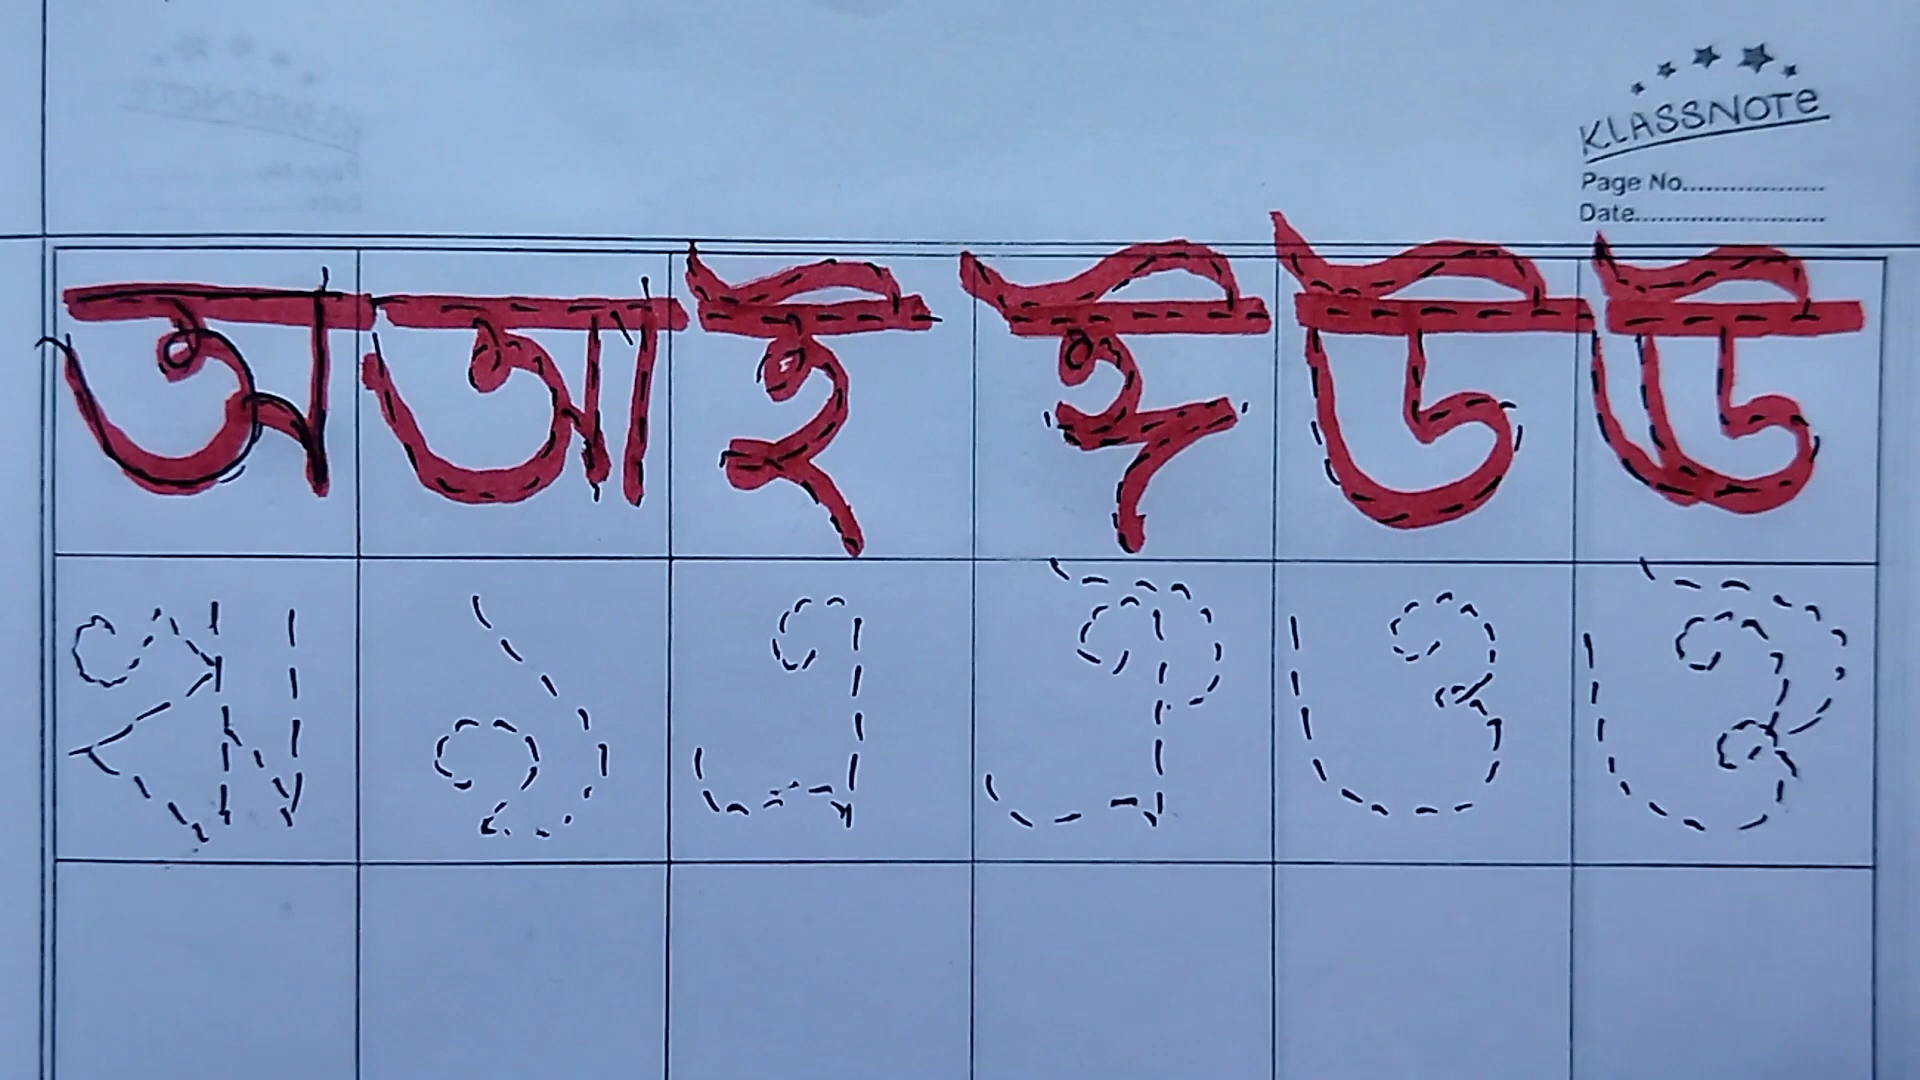 KLASSNOTE
Page No....................
Date...........................
অ আ ই ঈ উ ঊ
ঋ ঌ এ ঐ ও ঔ